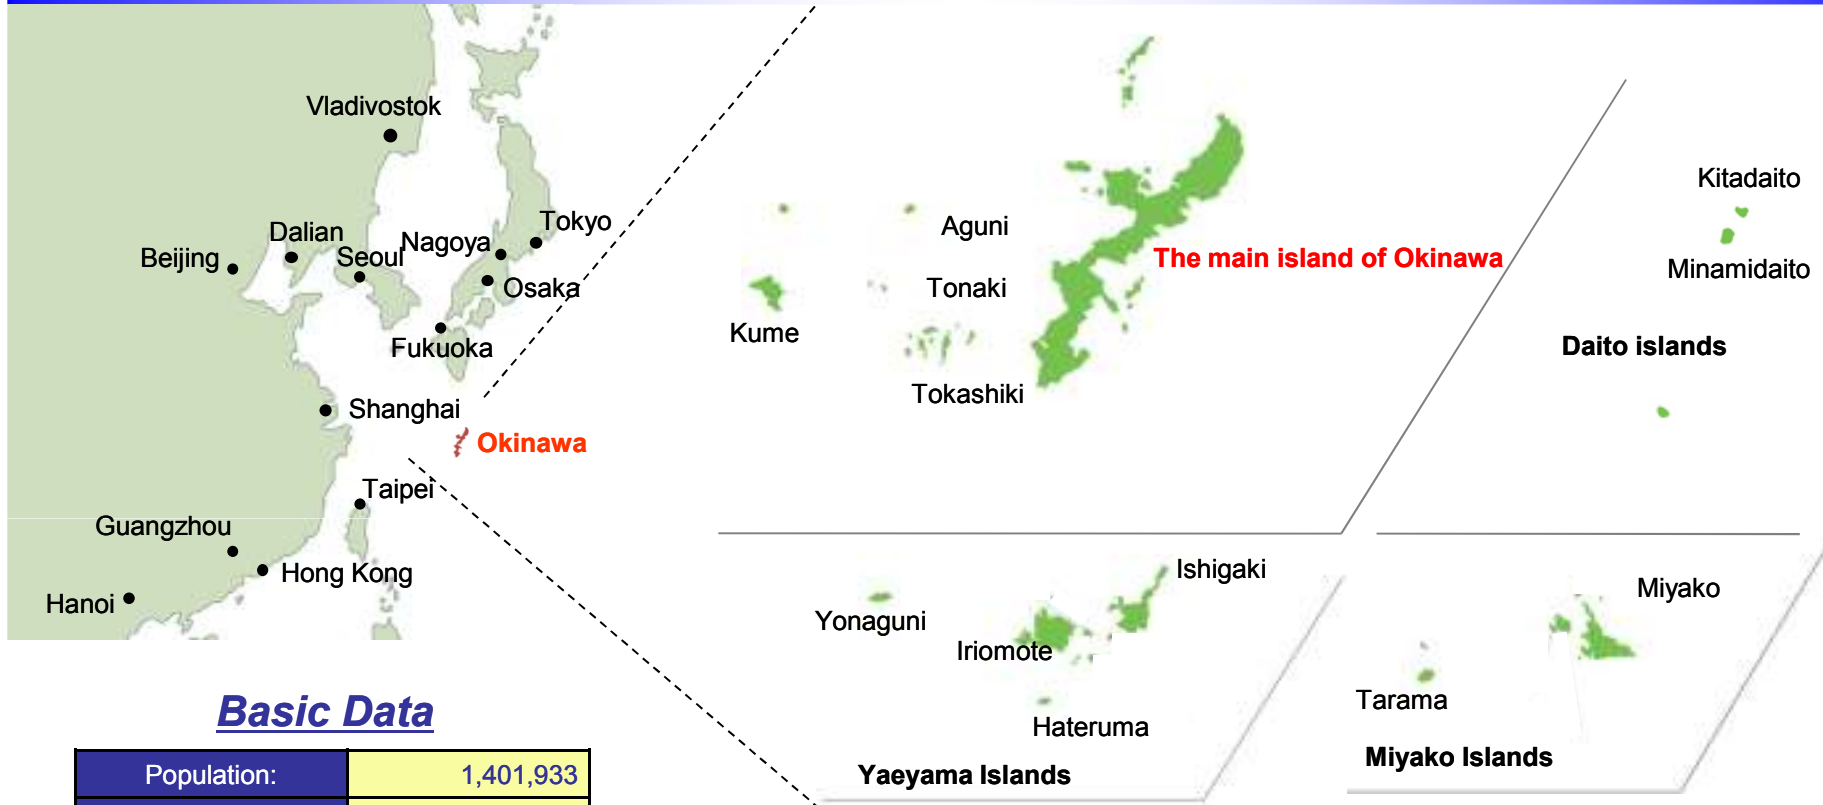 Vladivostok
Tokyo
Dalian
Nagoya
Beijing
Seoul
Osaka
Fukuoka
Shanghai
Okinawa
Taipei
Guangzhou
Hong Kong
Hanoi
Aguni
The main island of Okinawa
Tonaki
Kume
Tokashiki
Kitadaito
Minamidaito
Daito islands
Ishigaki
Yonaguni
Iriomote
Hateruma
Yaeyama Islands
Miyako
Tarama
Miyako Islands
Basic Data
Population: 1,401,933